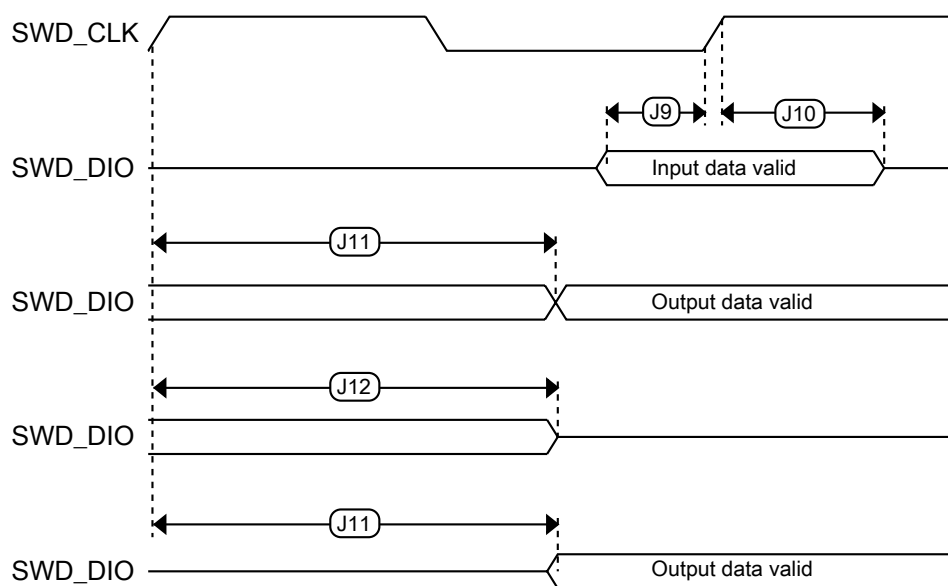 SWD_CLK
J9
J10
SWD_DIO
Input data valid
J11
SWD_DIO
Output data valid
J12
SWD_DIO
J11
SWD_DIO
Output data valid